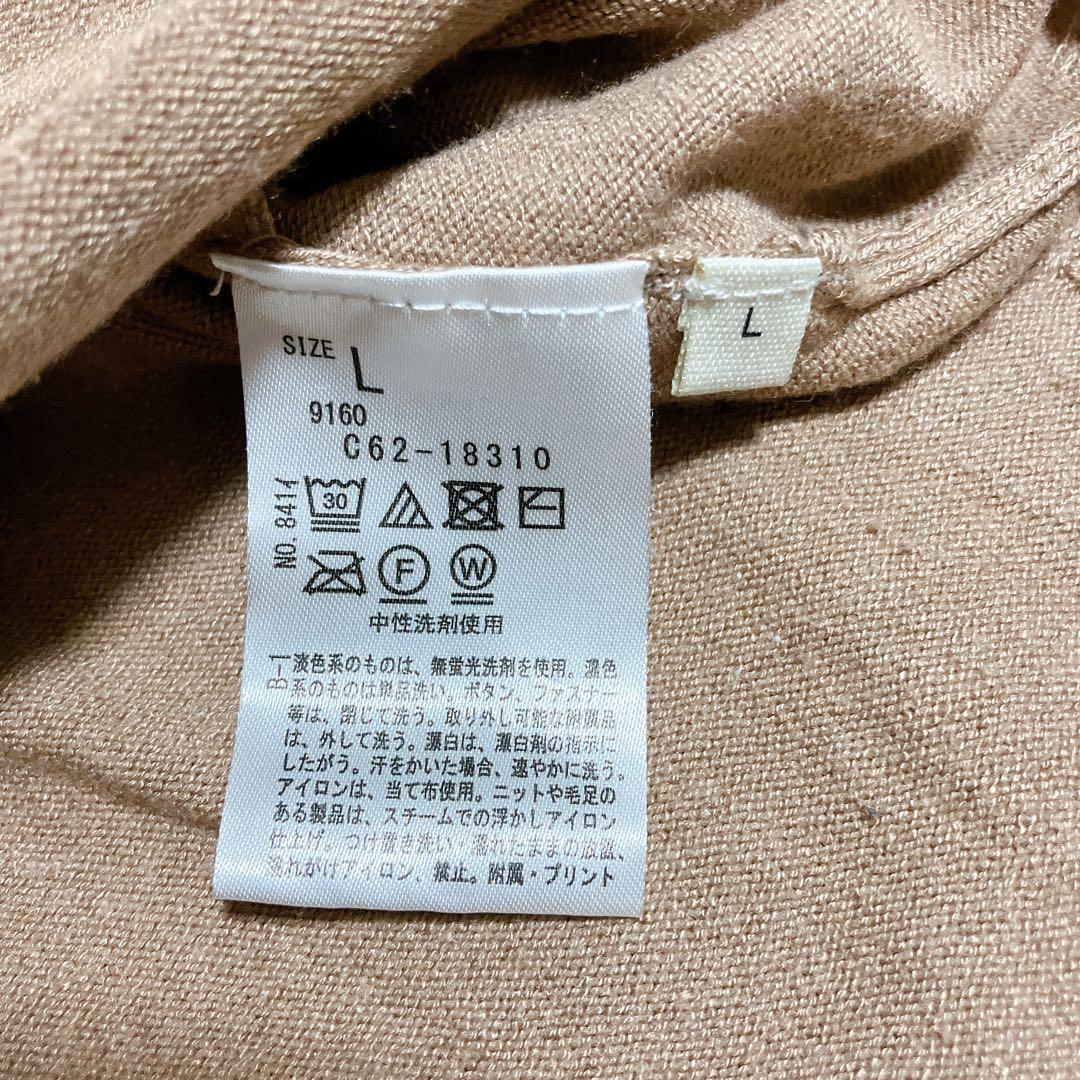 SIZE L
9160
C62-18310
L
NO.8411
30
F W
中性洗剤使用
B-1
淡色系のものは、無蛍光洗剤を使用。濃色
系のものは単品洗い。ボタン、ファスナー
等は、閉じて洗う。取り外し可能な附属品
は、外して洗う。漂白は、漂白剤の指示に
したがう。汗をかいた場合、速やかに洗う。
アイロンは、当て布使用。ニットや毛足の
ある製品は、スチームでの浮かしアイロン
仕上げ。つけ置き洗い・濡れたままの放置、
濡れがけアイロン、禁止。附属・プリント